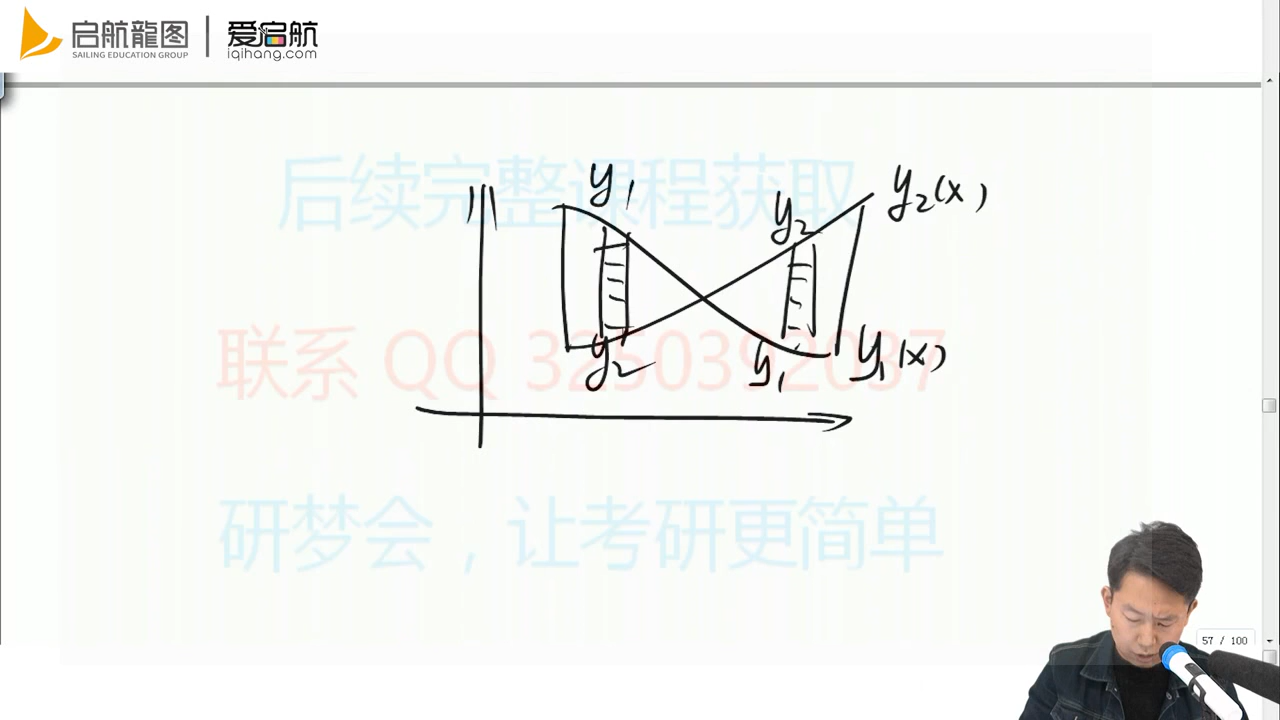 启航龍图 爱启航
SAILING EDUCATION GROUP iqihang.com
后续完整课程获取
y₁
y₂
y₂(x)
联系 QQ 3250392037
y₂
y₁
y₁(x)
研梦会，让考研更简单
57 / 100